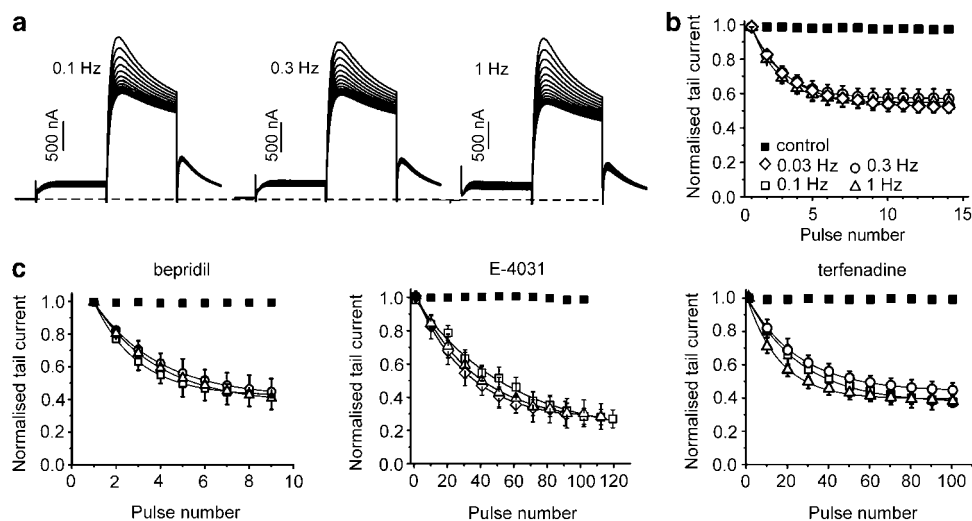 a
0.1 Hz
500 nA
0.3 Hz
500 nA
1 Hz
500 nA
b
Normalised tail current
1.0
0.8
0.6
0.4
0.2
0.0
0 5 10 15
Pulse number
control
0.03 Hz 0.3 Hz
0.1 Hz 1 Hz
c
bepridil
Normalised tail current
1.0
0.8
0.6
0.4
0.2
0.0
0 2 4 6 8 10
Pulse number
E-4031
Normalised tail current
1.0
0.8
0.6
0.4
0.2
0.0
0 20 40 60 80 100 120
Pulse number
terfenadine
Normalised tail current
1.0
0.8
0.6
0.4
0.2
0.0
0 20 40 60 80 100
Pulse number